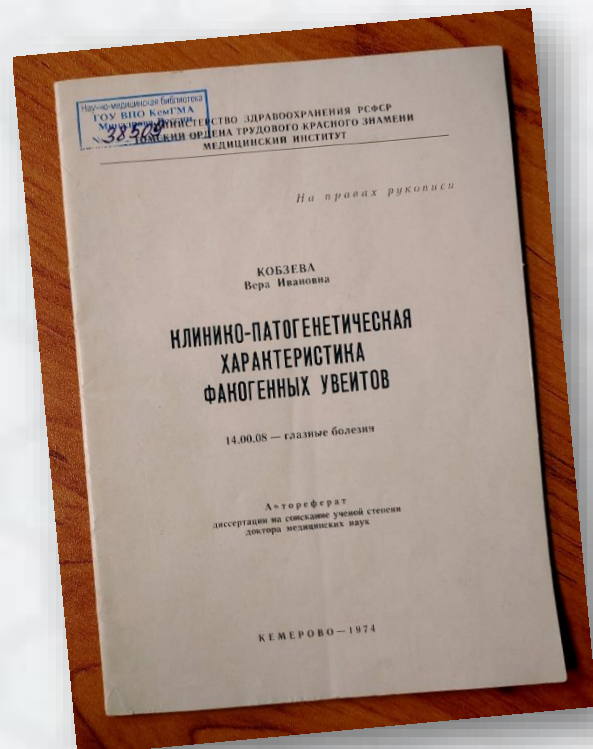 Научно-медицинская библиотека
ГОУ ВПО КемГМА
№ 38509
МИНИСТЕРСТВО ЗДРАВООХРАНЕНИЯ РСФСР
ТОМСКИЙ ОРДЕНА ТРУДОВОГО КРАСНОГО ЗНАМЕНИ
МЕДИЦИНСКИЙ ИНСТИТУТ
На правах рукописи
КОБЗЕВА
Вера Ивановна
КЛИНИКО-ПАТОГЕНЕТИЧЕСКАЯ
ХАРАКТЕРИСТИКА
ФАКОГЕННЫХ УВЕИТОВ
14.00.08 — глазные болезни
Автореферат
диссертации на соискание ученой степени
доктора медицинских наук
КЕМЕРОВО — 1974